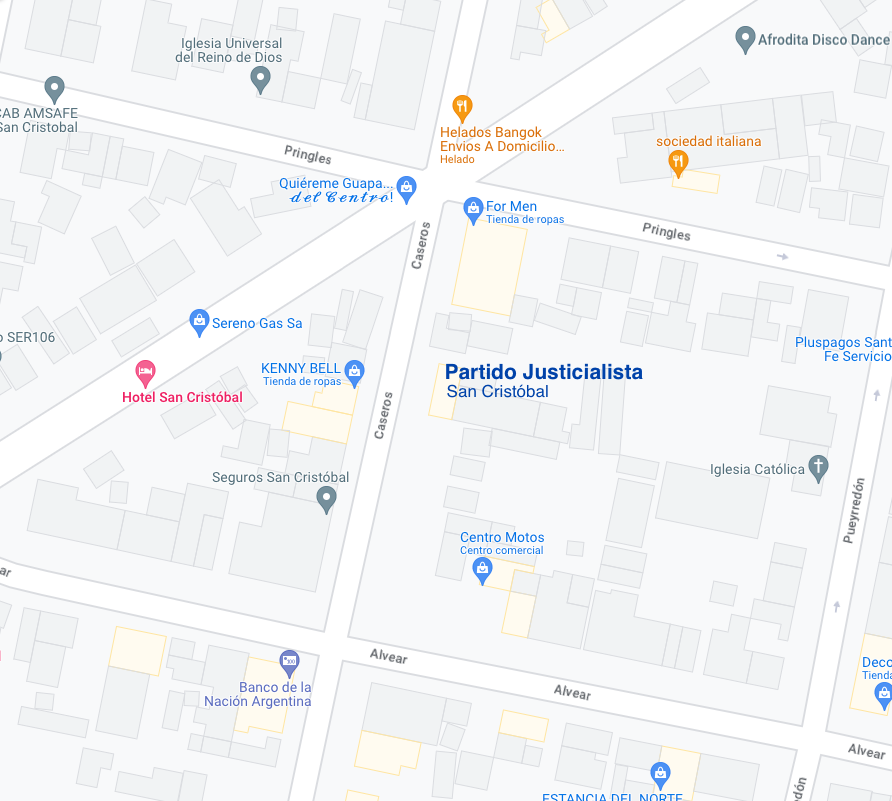 Iglesia Universal
del Reino de Dios
Afrodita Disco Dance
CAB AMSAFE
San Cristobal
Helados Bangok
Envios A Domicilio...
Helado
sociedad italiana
Pringles
Quiéreme Guapa...
del Centro!
For Men
Tienda de ropas
Pringles
Caseros
Sereno Gas Sa
SER106
Pluspagos Sant
Fe Servicio
KENNY BELL
Tienda de ropas
Partido Justicialista
San Cristóbal
Hotel San Cristóbal
Caseros
Iglesia Católica
Seguros San Cristóbal
Pueyrredón
Centro Motos
Centro comercial
ar
Alvear
Banco de la
Nación Argentina
Deco
Tienda
Alvear
Alvear
dón
ESTANCIA DEL NORTE